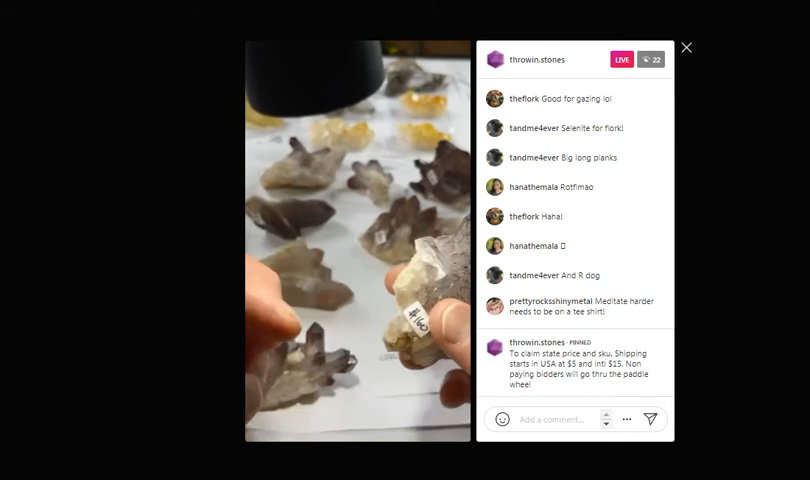 throwin.stones LIVE 22
theflork Good for gazing lol
tandme4ever Selenite for flork!
tandme4ever Big long planks
hanathemala Rotflmao
theflork Haha!
hanathemala
tandme4ever And R dog
prettyrocksshinymetal Meditate harder
needs to be on a tee shirt!
throwin.stones · PINNED
To claim state price and sku. Shipping
starts in USA at $5 and intl $15. Non
paying bidders will go thru the paddle
wheel
Add a comment...